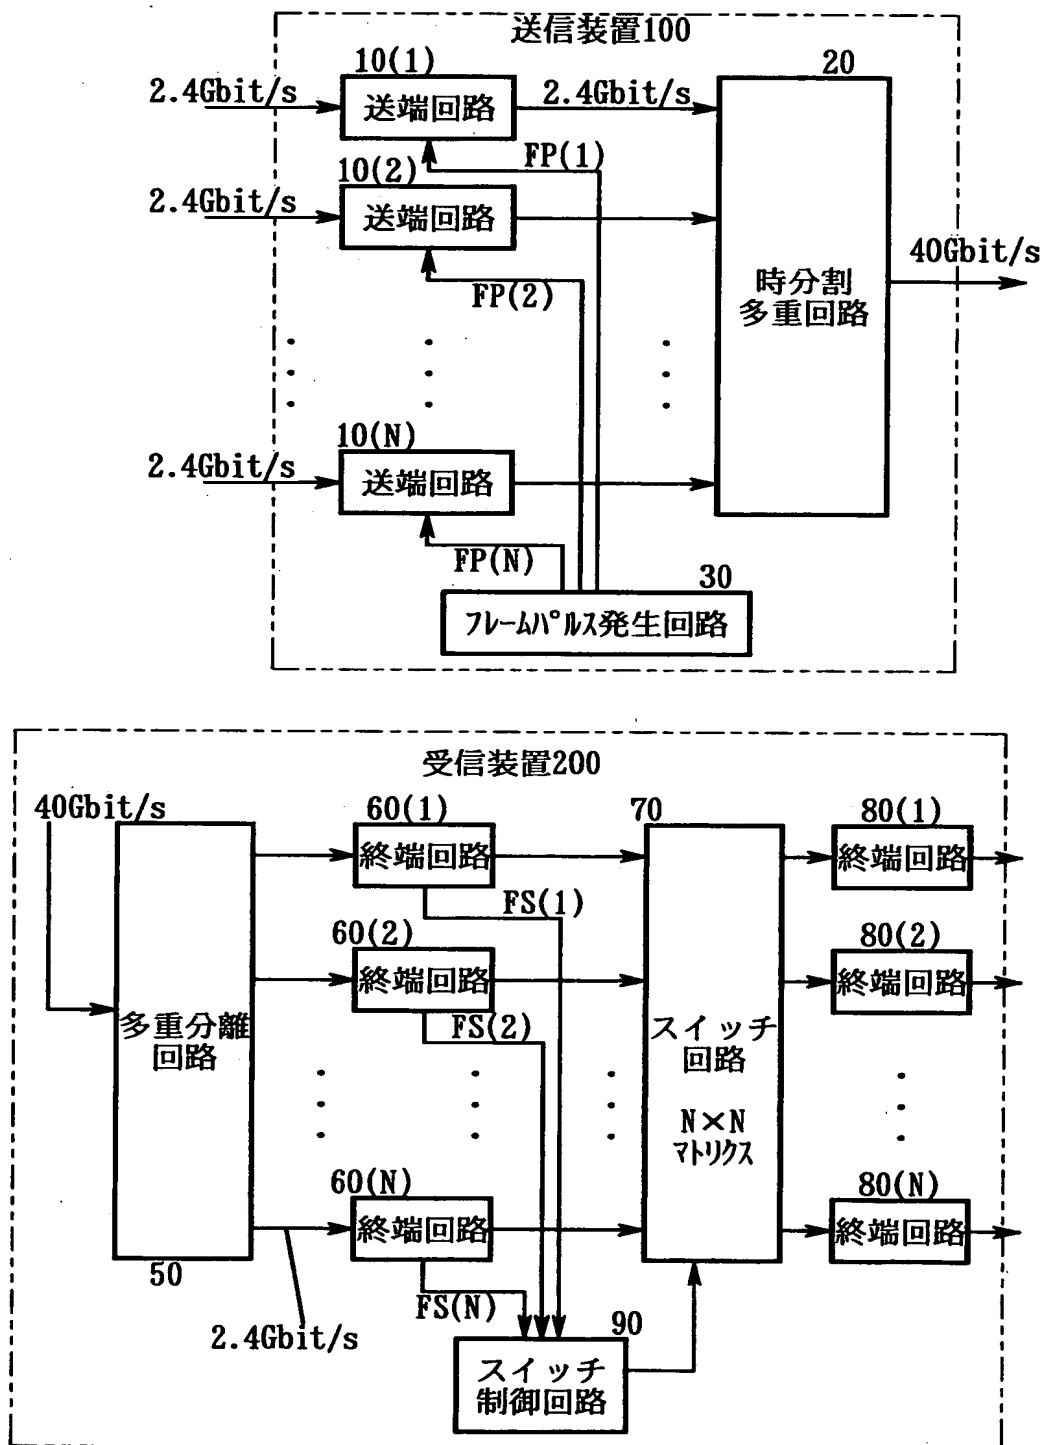 送信装置100
10(1)
20
2.4Gbit/s
送端回路
2.4Gbit/s
FP(1)
10(2)
2.4Gbit/s
送端回路
40Gbit/s
FP(2)
時分割
多重回路
10(N)
2.4Gbit/s
送端回路
FP(N)
30
フレームパルス発生回路
受信装置200
40Gbit/s
60(1)
70
80(1)
終端回路
終端回路
FS(1)
60(2)
80(2)
終端回路
終端回路
FS(2)
多重分離
回路
スイッチ
回路
N×N
マトリクス
60(N)
80(N)
終端回路
終端回路
50
FS(N)
90
2.4Gbit/s
スイッチ
制御回路